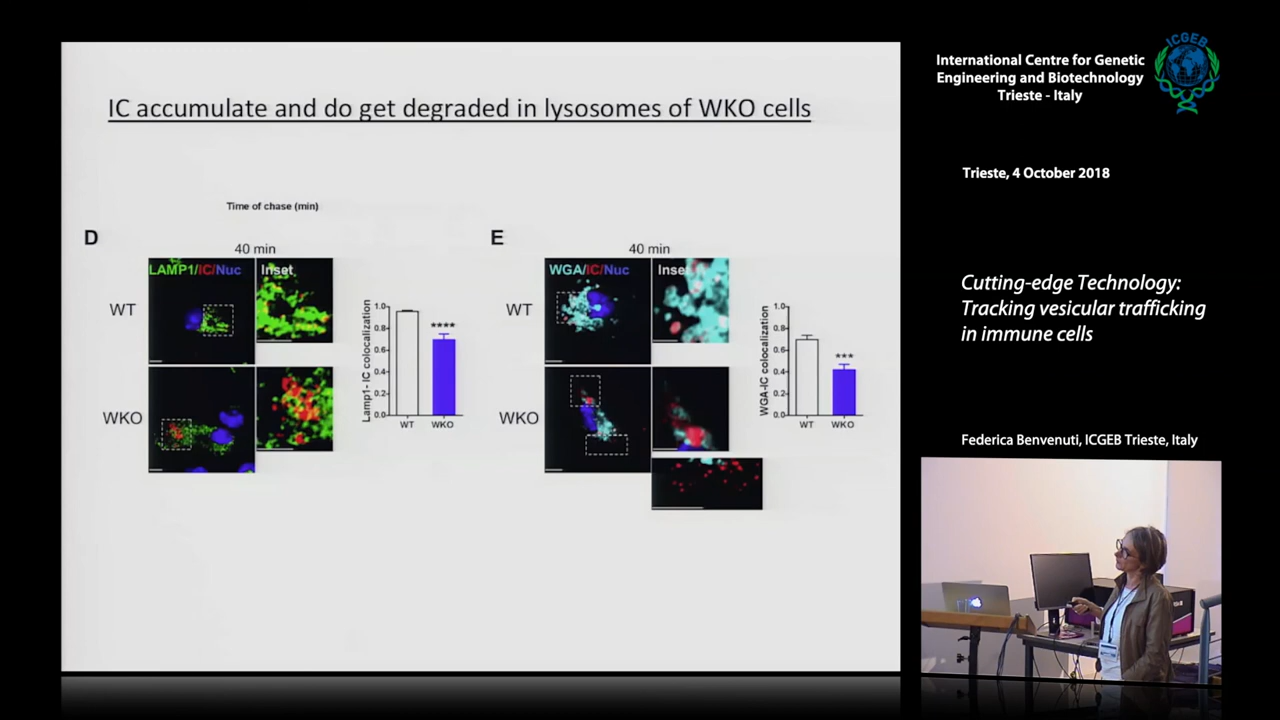 IC accumulate and do get degraded in lysosomes of WKO cells
Time of chase (min)
D
40 min
LAMP1/IC/Nuc
Inset
WT
WKO
Lamp1- IC colocalization
1.0
0.8
0.6
0.4
0.2
0.0
****
WT
WKO
E
40 min
WGA/IC/Nuc
Inset
WT
WKO
WGA-IC colocalization
1.0
0.8
0.6
0.4
0.2
0.0
***
WT
WKO
International Centre for Genetic
Engineering and Biotechnology
Trieste - Italy
ICGEB
Trieste, 4 October 2018
Cutting-edge Technology:
Tracking vesicular trafficking
in immune cells
Federica Benvenuti, ICGEB Trieste, Italy